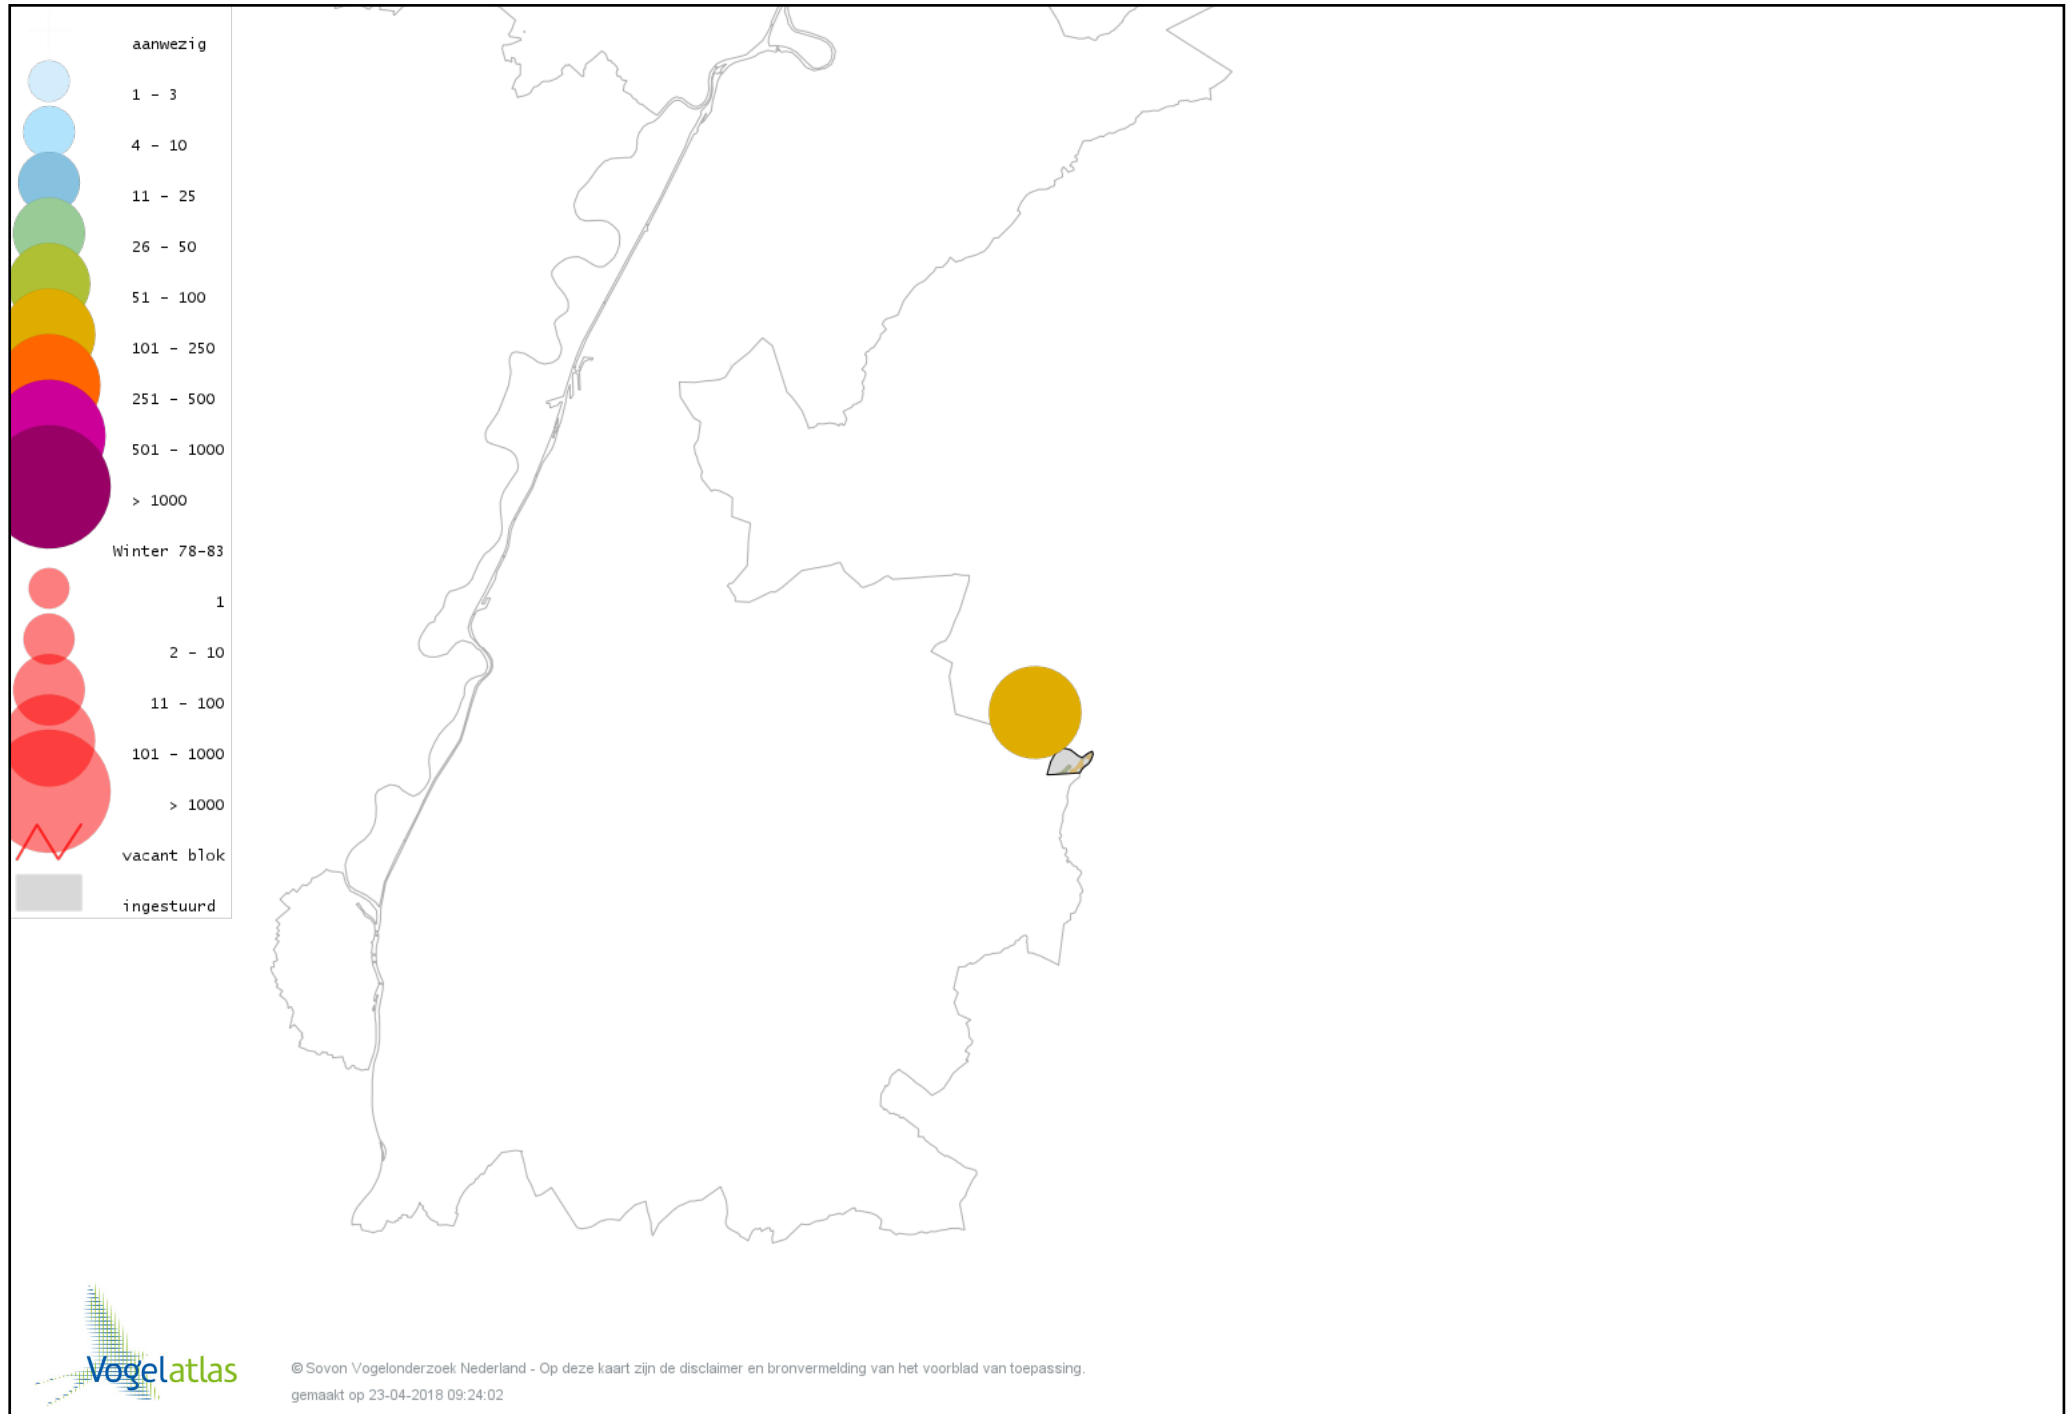 aanwezig
1 - 3
4 - 10
11 - 25
26 - 50
51 - 100
101 - 250
251 - 500
501 - 1000
> 1000
Winter 78-83
1
2 - 10
11 - 100
101 - 1000
> 1000
vacant blok
ingestuurd
Vogelatlas
© Sovon Vogelonderzoek Nederland - Op deze kaart zijn de disclaimer en bronvermelding van het voorblad van toepassing.
gemaakt op 23-04-2018 09:24:02